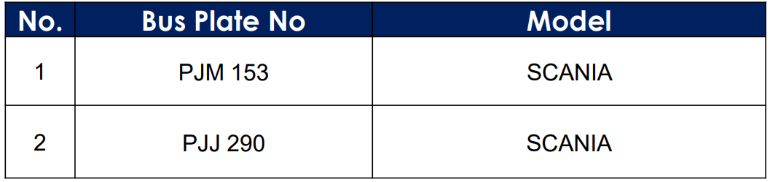 No. Bus Plate No Model
1 PJM 153 SCANIA
2 PJJ 290 SCANIA